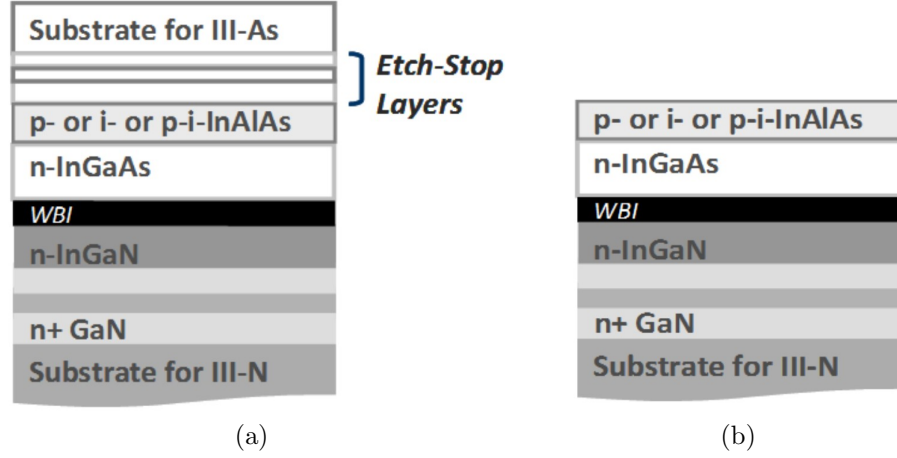 Substrate for III-As
Etch-Stop
Layers
p- or i- or p-i-InAlAs
n-InGaAs
WBI
n-InGaN
n+ GaN
Substrate for III-N
(a)
p- or i- or p-i-InAlAs
n-InGaAs
WBI
n-InGaN
n+ GaN
Substrate for III-N
(b)